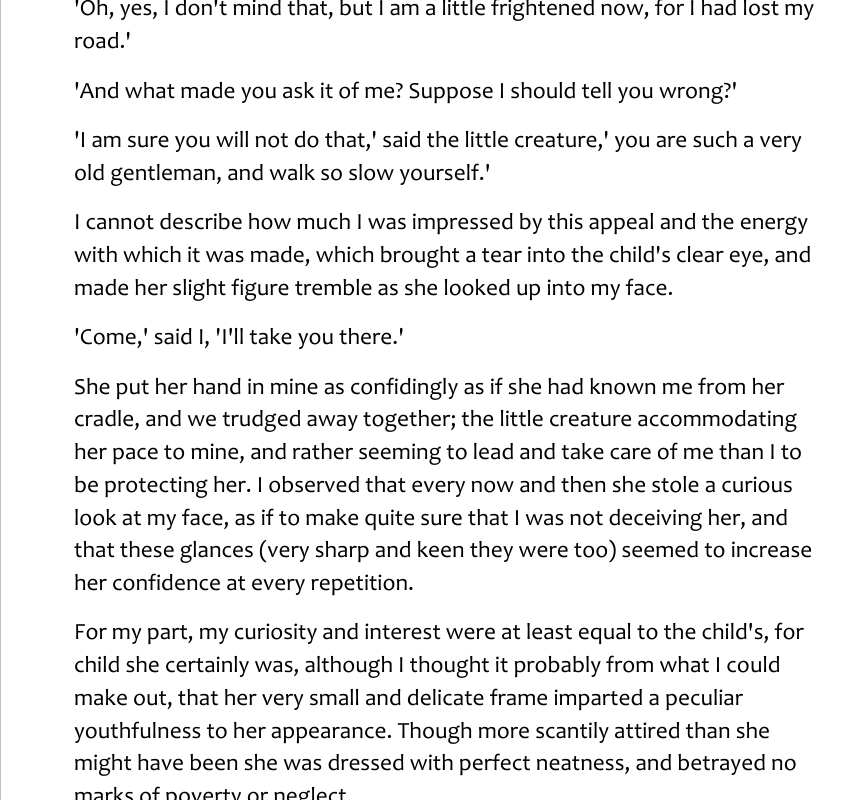 'Oh, yes, I don't mind that, but I am a little frightened now, for I had lost my
road.'
'And what made you ask it of me? Suppose I should tell you wrong?'
'I am sure you will not do that,' said the little creature,' you are such a very
old gentleman, and walk so slow yourself.'
I cannot describe how much I was impressed by this appeal and the energy
with which it was made, which brought a tear into the child's clear eye, and
made her slight figure tremble as she looked up into my face.
'Come,' said I, 'I'll take you there.'
She put her hand in mine as confidingly as if she had known me from her
cradle, and we trudged away together; the little creature accommodating
her pace to mine, and rather seeming to lead and take care of me than I to
be protecting her. I observed that every now and then she stole a curious
look at my face, as if to make quite sure that I was not deceiving her, and
that these glances (very sharp and keen they were too) seemed to increase
her confidence at every repetition.
For my part, my curiosity and interest were at least equal to the child's, for
child she certainly was, although I thought it probably from what I could
make out, that her very small and delicate frame imparted a peculiar
youthfulness to her appearance. Though more scantily attired than she
might have been she was dressed with perfect neatness, and betrayed no
marks of poverty or neglect.